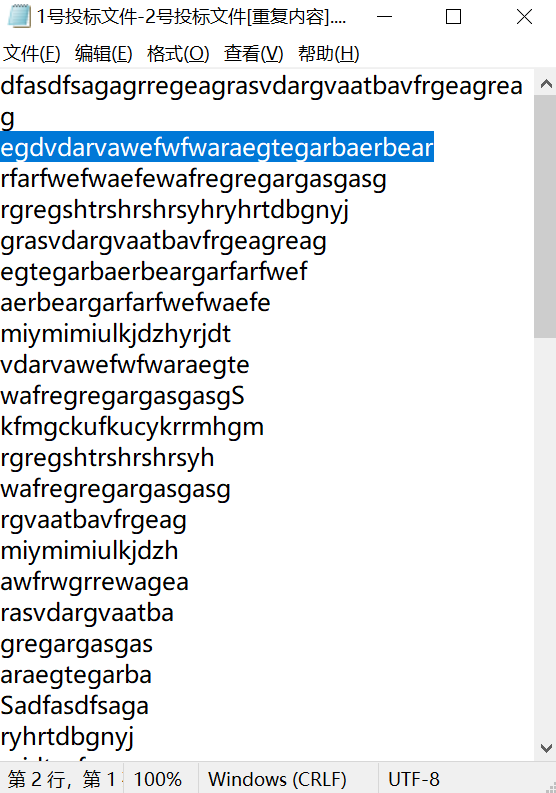 1号投标文件-2号投标文件[重复内容]....
文件(F) 编辑(E) 格式(O) 查看(V) 帮助(H)
dfasdfsagagrregeagrasvdargvaatbavfrgeagrea
g
egdvdarvawefwfwaraegtegarbaerbear
rfarfwefwaefewafregregargasgasg
rgregshtrshrshrsyhryhrtdbgnyj
grasvdargvaatbavfrgeagreag
egtegarbaerbeargarfarfwef
aerbeargarfarfwefwaefe
miymimiulkjdzhyrjdt
vdarvawefwfwaraegte
wafregregargasgasgS
kfmgckufkucykrrmhgm
rgregshtrshrshrsyh
wafregregargasgasg
rgvaatbavfrgeag
miymimiulkjdzh
awfrwgrrewagea
rasvdargvaatba
gregargasgas
araegtegarba
Sadfasdfsaga
ryhrtdbgnyj
第 2 行，第 1 100% Windows (CRLF) UTF-8